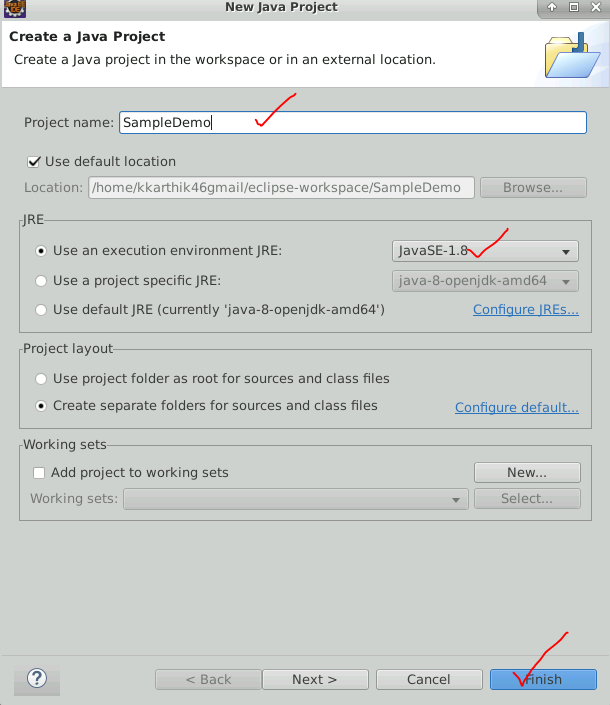 New Java Project
Create a Java Project
Create a Java project in the workspace or in an external location.
Project name: SampleDemo
Use default location
Location: /home/kkarthik46gmail/eclipse-workspace/SampleDemo Browse...
JRE
Use an execution environment JRE: JavaSE-1.8
Use a project specific JRE: java-8-openjdk-amd64
Use default JRE (currently 'java-8-openjdk-amd64') Configure JREs...
Project layout
Use project folder as root for sources and class files
Create separate folders for sources and class files Configure default...
Working sets
Add project to working sets New...
Working sets: Select...
? < Back Next > Cancel Finish